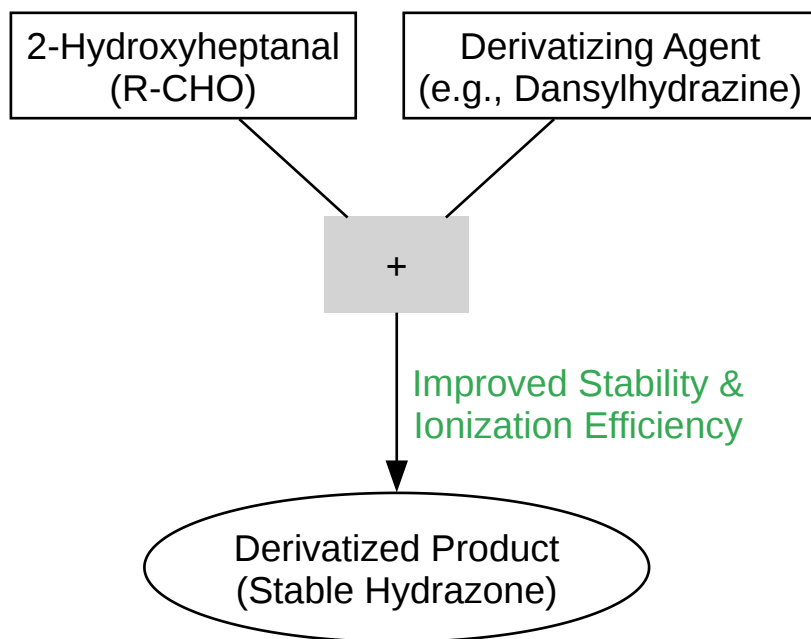 2-Hydroxyheptanal
(R-CHO)
Derivatizing Agent
(e.g., Dansylhydrazine)
+
Improved Stability &
Ionization Efficiency
Derivatized Product
(Stable Hydrazone)